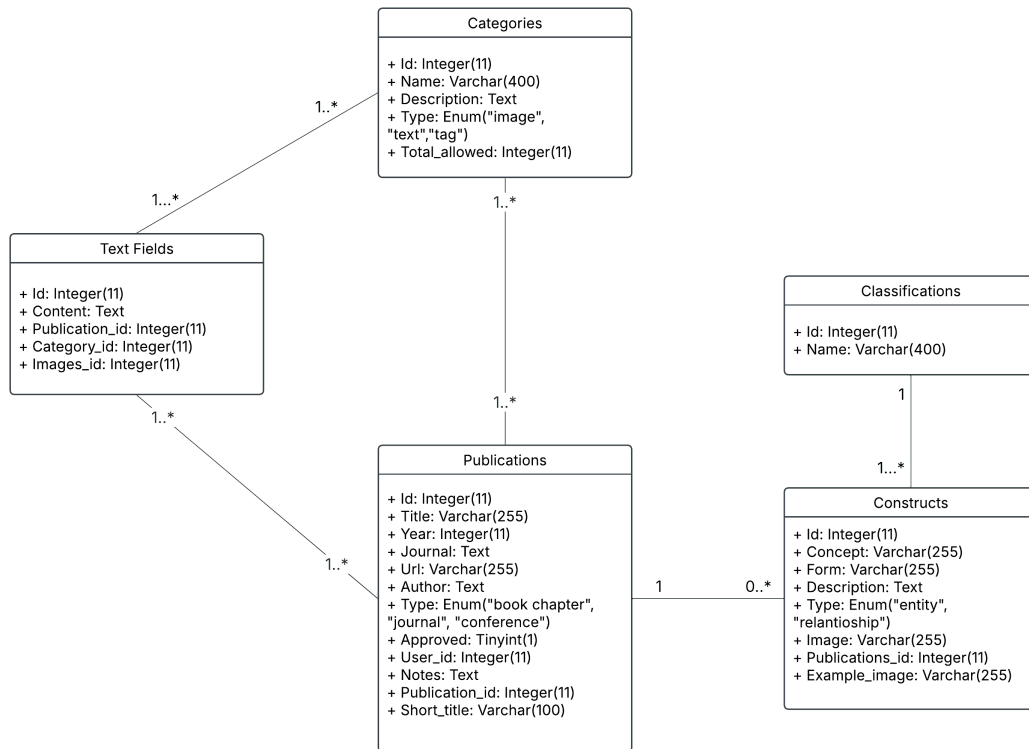 Categories
+ Id: Integer(11)
+ Name: Varchar(400)
+ Description: Text
+ Type: Enum("image",
"text","tag")
+ Total_allowed: Integer(11)
1..*
1...*
1..*
Text Fields
+ Id: Integer(11)
+ Content: Text
+ Publication_id: Integer(11)
+ Category_id: Integer(11)
+ Images_id: Integer(11)
Classifications
+ Id: Integer(11)
+ Name: Varchar(400)
1
1..*
1..*
1...*
1..*
Publications
+ Id: Integer(11)
+ Title: Varchar(255)
+ Year: Integer(11)
+ Journal: Text
+ Url: Varchar(255)
+ Author: Text
+ Type: Enum("book chapter",
"journal", "conference")
+ Approved: Tinyint(1)
+ User_id: Integer(11)
+ Notes: Text
+ Publication_id: Integer(11)
+ Short_title: Varchar(100)
1
0..*
Constructs
+ Id: Integer(11)
+ Concept: Varchar(255)
+ Form: Varchar(255)
+ Description: Text
+ Type: Enum("entity",
"relantioship")
+ Image: Varchar(255)
+ Publications_id: Integer(11)
+ Example_image: Varchar(255)